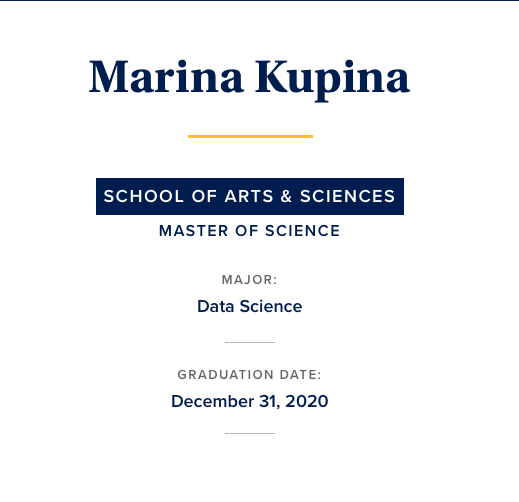 Marina Kupina
SCHOOL OF ARTS & SCIENCES
MASTER OF SCIENCE
MAJOR:
Data Science
GRADUATION DATE:
December 31, 2020